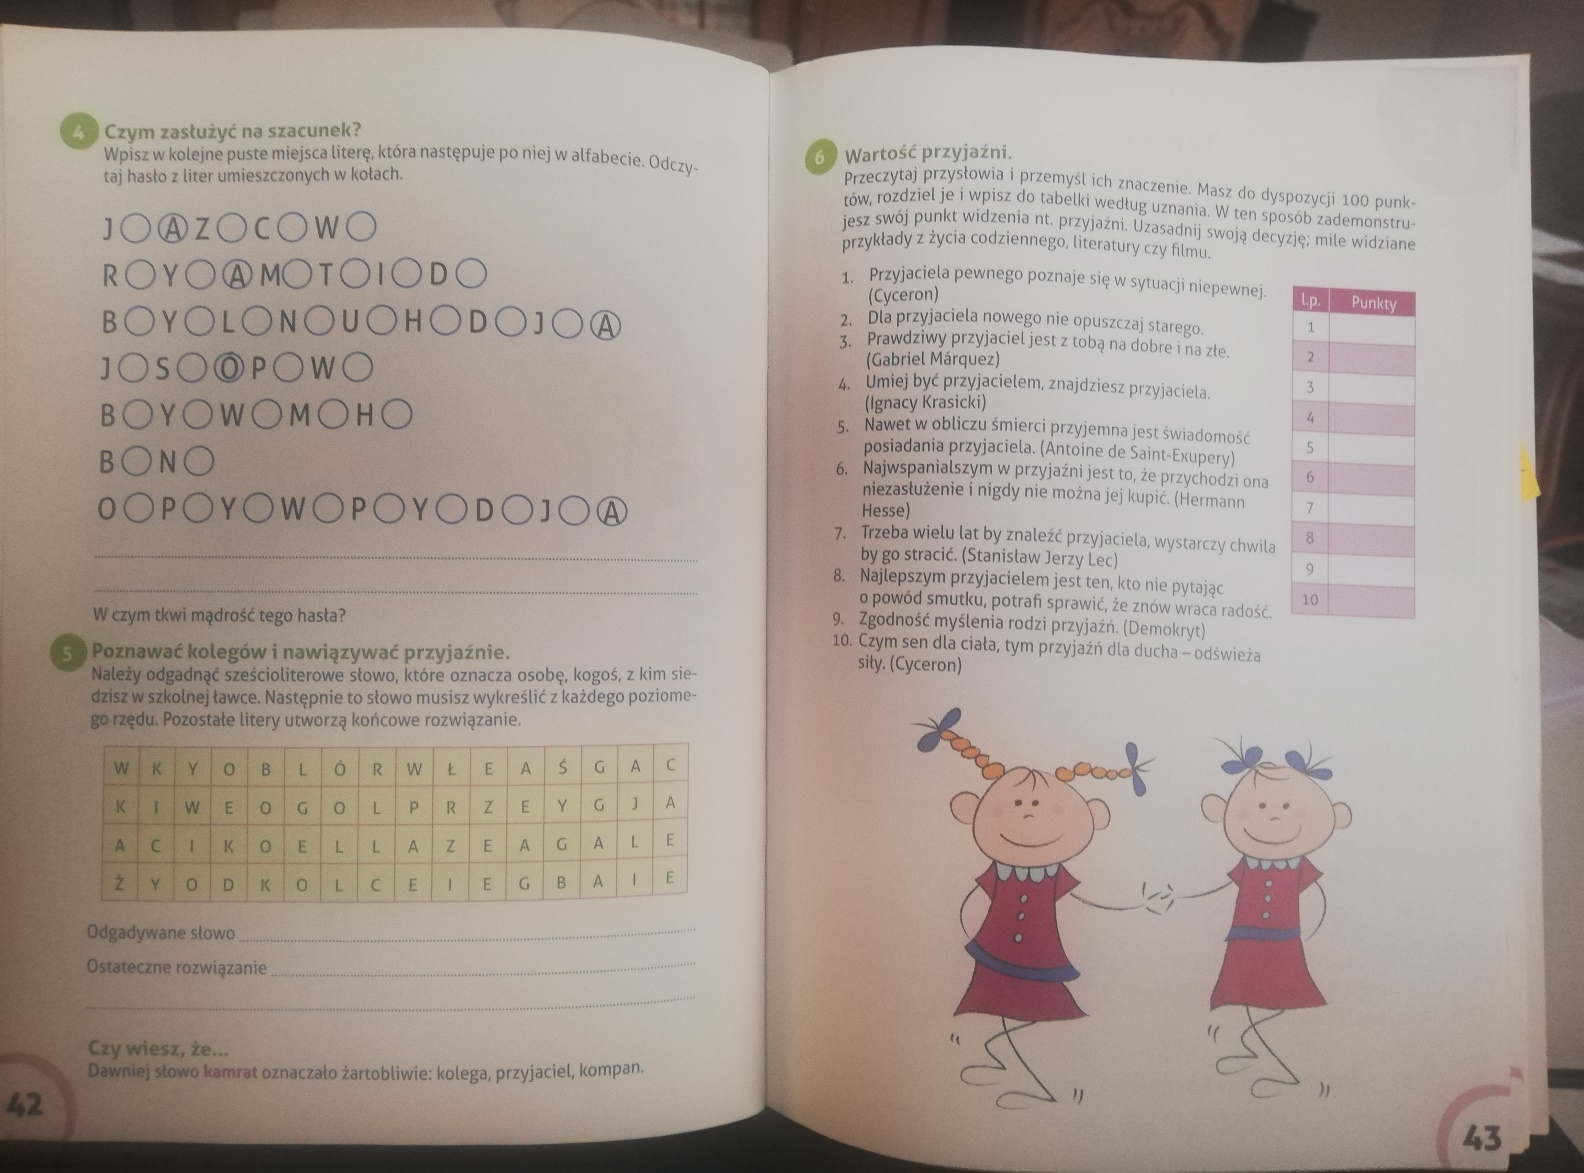 4 Czym zasłużyć na szacunek?
Wpisz w kolejne puste miejsca literę, która następuje po niej w alfabecie. Odczy-
taj hasło z liter umieszczonych w kołach.
J Ⓐ Z C W
R Y Ⓐ M T I D
B Y L N U H D J Ⓐ
J S Ⓞ P W
B Y W M H
B N
O P Y W P Y D J Ⓐ
W czym tkwi mądrość tego hasła?
5 Poznawać kolegów i nawiązywać przyjaźnie.
Należy odgadnąć sześcioliterowe słowo, które oznacza osobę, kogoś, z kim sie-
dzisz w szkolnej ławce. Następnie to słowo musisz wykreślić z każdego poziome-
go rzędu. Pozostałe litery utworzą końcowe rozwiązanie.
W K Y O B L Ó R W Ł E A Ś G A C
K I W E O G O L P R Z E Y G J A
A C I K O E L L A Z E A G A L E
Ż Y O D K O L C E I E G B A I E
Odgadywane słowo
Ostateczne rozwiązanie
Czy wiesz, że...
Dawniej słowo kamrat oznaczało żartobliwie: kolega, przyjaciel, kompan.
42
6 Wartość przyjaźni.
Przeczytaj przysłowia i przemyśl ich znaczenie. Masz do dyspozycji 100 punk-
tów, rozdziel je i wpisz do tabelki według uznania. W ten sposób zademonstru-
jesz swój punkt widzenia nt. przyjaźni. Uzasadnij swoją decyzję; mile widziane
przykłady z życia codziennego, literatury czy filmu.
1. Przyjaciela pewnego poznaje się w sytuacji niepewnej.
(Cyceron)
2. Dla przyjaciela nowego nie opuszczaj starego.
3. Prawdziwy przyjaciel jest z tobą na dobre i na złe.
(Gabriel Márquez)
4. Umiej być przyjacielem, znajdziesz przyjaciela.
(Ignacy Krasicki)
5. Nawet w obliczu śmierci przyjemna jest świadomość
posiadania przyjaciela. (Antoine de Saint-Exupery)
6. Najwspanialszym w przyjaźni jest to, że przychodzi ona
niezasłużenie i nigdy nie można jej kupić. (Hermann
Hesse)
7. Trzeba wielu lat by znaleźć przyjaciela, wystarczy chwila
by go stracić. (Stanisław Jerzy Lec)
8. Najlepszym przyjacielem jest ten, kto nie pytając
o powód smutku, potrafi sprawić, że znów wraca radość.
9. Zgodność myślenia rodzi przyjaźń. (Demokryt)
10. Czym sen dla ciała, tym przyjaźń dla ducha – odświeża
siły. (Cyceron)
Lp. Punkty
1
2
3
4
5
6
7
8
9
10
43